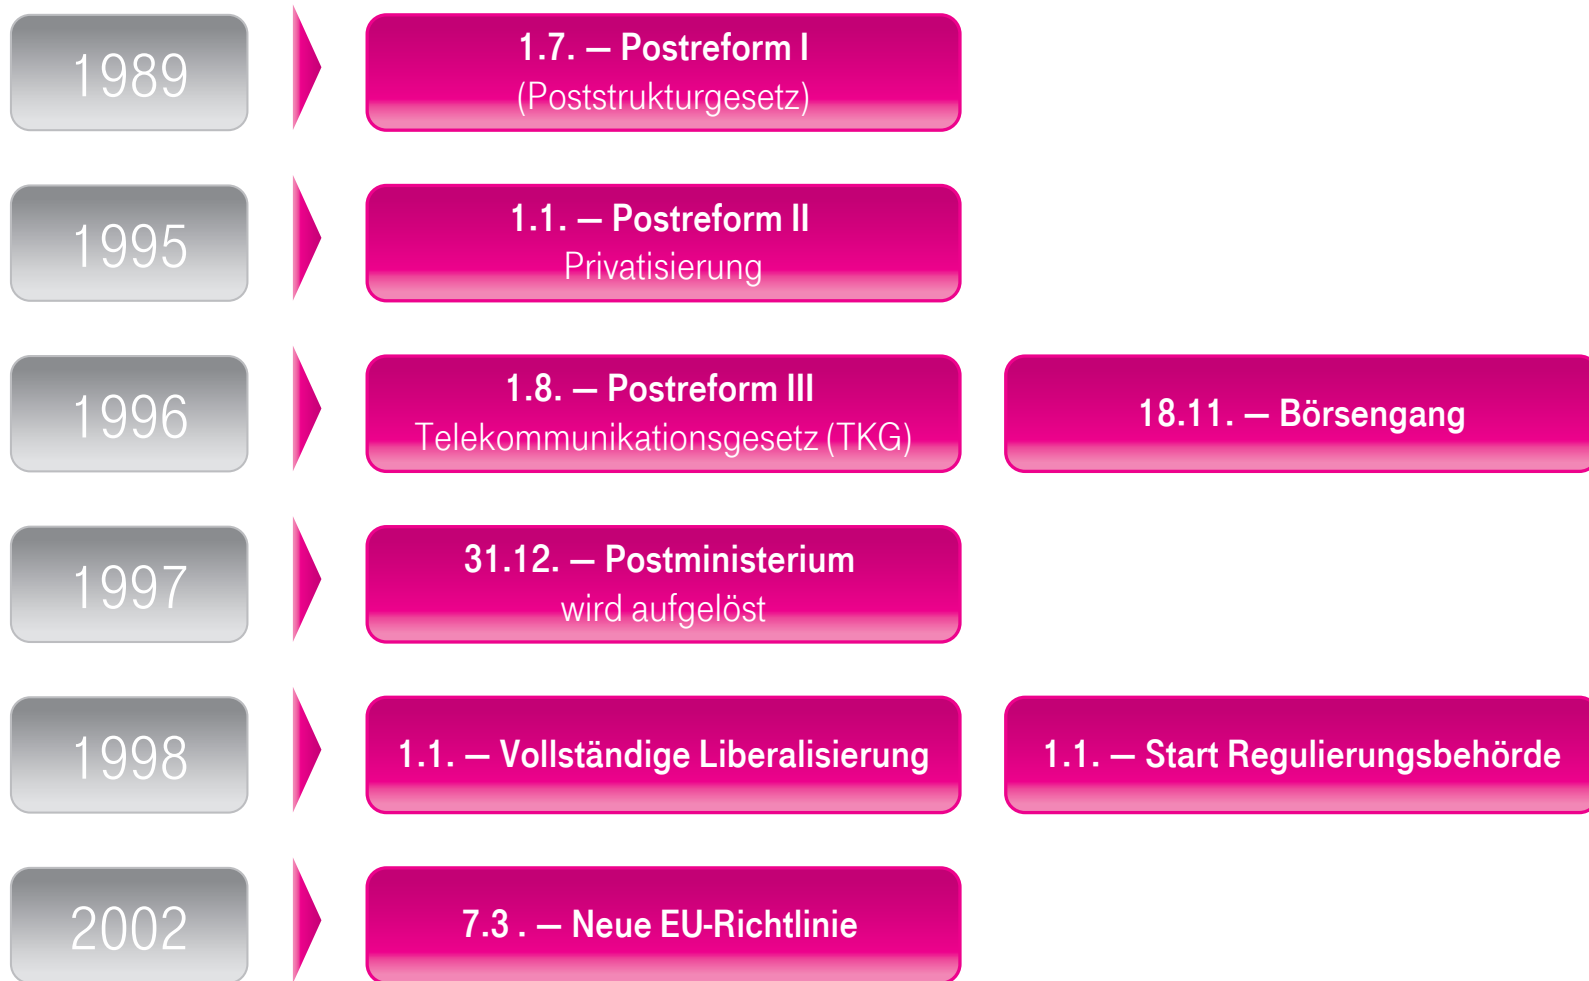 1989
1.7. — Postreform I
(Poststrukturgesetz)
1995
1.1. — Postreform II
Privatisierung
1996
1.8. — Postreform III
Telekommunikationsgesetz (TKG)
18.11. — Börsengang
1997
31.12. — Postministerium
wird aufgelöst
1998
1.1. — Vollständige Liberalisierung
1.1. — Start Regulierungsbehörde
2002
7.3 . — Neue EU-Richtlinie